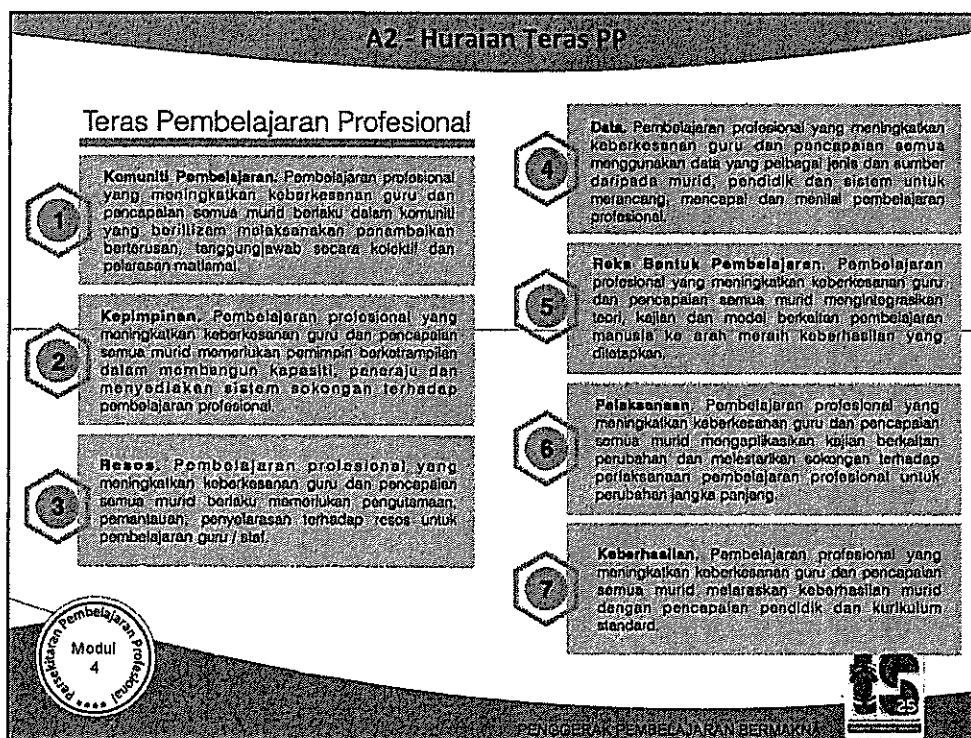 A2 - Huraian Teras PP
Teras Pembelajaran Profesional
1
Komuniti Pembelajaran. Pembelajaran profesional
yang meningkatkan keberkesanan guru dan
pencapaian semua murid berlaku dalam komuniti
yang beriltizam melaksanakan penambaikan
berterusan, tanggungjawab secara kolektif dan
pelarasan matlamat.
2
Kepimpinan. Pembelajaran profesional yang
meningkatkan keberkesanan guru dan pencapaian
semua murid memerlukan pemimpin berketrampilan
dalam membangun kapasiti, peneraju dan
menyediakan sistem sokongan terhadap
pembelajaran profesional.
3
Resos. Pembelajaran profesional yang
meningkatkan keberkesanan guru dan pencapaian
semua murid berlaku memerlukan pengutamaan,
pemantauan, penyelarasan terhadap resos untuk
pembelajaran guru / staf.
4
Data. Pembelajaran profesional yang meningkatkan
keberkesanan guru dan pencapaian semua
menggunakan data yang pelbagai jenis dan sumber
daripada murid, pendidik dan sistem untuk
merancang, mencapai dan menilai pembelajaran
profesional.
5
Reka Bentuk Pembelajaran. Pembelajaran
profesional yang meningkatkan keberkesanan guru
dan pencapaian semua murid mengintegrasikan
teori, kajian dan model berkaitan pembelajaran
manusia ke arah meraih keberhasilan yang
ditetapkan.
6
Pelaksanaan. Pembelajaran profesional yang
meningkatkan keberkesanan guru dan pencapaian
semua murid mengaplikasikan kajian berkaitan
perubahan dan melestarikan sokongan terhadap
perlaksanaan pembelajaran profesional untuk
perubahan jangka panjang.
7
Keberhasilan. Pembelajaran profesional yang
meningkatkan keberkesanan guru dan pencapaian
semua murid melaraskan keberhasilan murid
dengan pencapaian pendidik dan kurikulum
standard.
Persekitaran Pembelajaran Profesional
Modul
4
PENGGERAK PEMBELAJARAN BERMAKNA
25